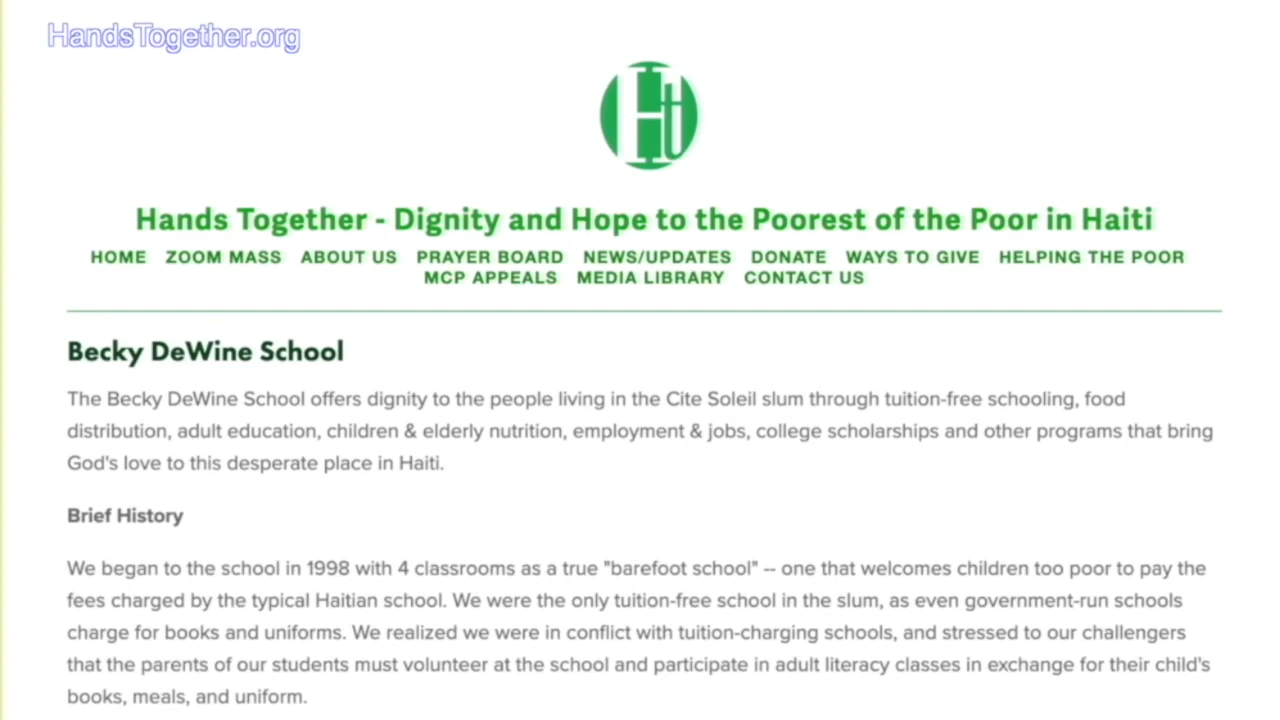 HandsTogether.org
Ht
Hands Together - Dignity and Hope to the Poorest of the Poor in Haiti
HOME ZOOM MASS ABOUT US PRAYER BOARD NEWS/UPDATES DONATE WAYS TO GIVE HELPING THE POOR
MCP APPEALS MEDIA LIBRARY CONTACT US
Becky DeWine School
The Becky DeWine School offers dignity to the people living in the Cite Soleil slum through tuition-free schooling, food
distribution, adult education, children & elderly nutrition, employment & jobs, college scholarships and other programs that bring
God's love to this desperate place in Haiti.
Brief History
We began to the school in 1998 with 4 classrooms as a true "barefoot school" -- one that welcomes children too poor to pay the
fees charged by the typical Haitian school. We were the only tuition-free school in the slum, as even government-run schools
charge for books and uniforms. We realized we were in conflict with tuition-charging schools, and stressed to our challengers
that the parents of our students must volunteer at the school and participate in adult literacy classes in exchange for their child's
books, meals, and uniform.